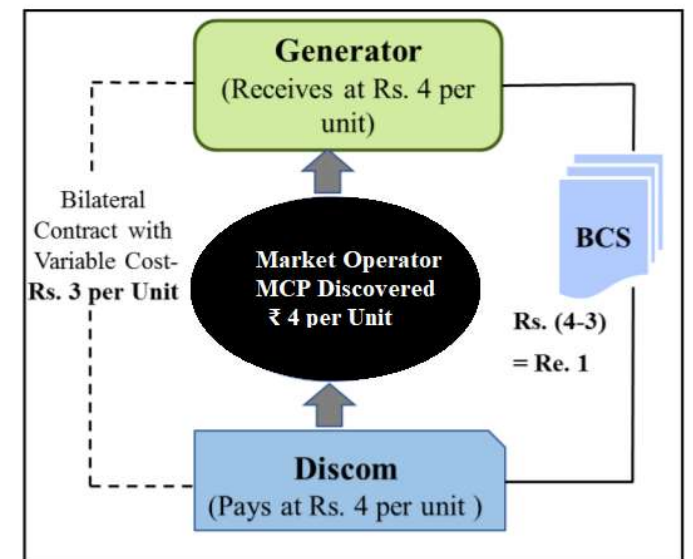 Generator
(Receives at Rs. 4 per
unit)
Bilateral
Contract with
Variable Cost-
Rs. 3 per Unit
Market Operator
MCP Discovered
₹ 4 per Unit
BCS
Rs. (4-3)
= Re. 1
Discom
(Pays at Rs. 4 per unit )